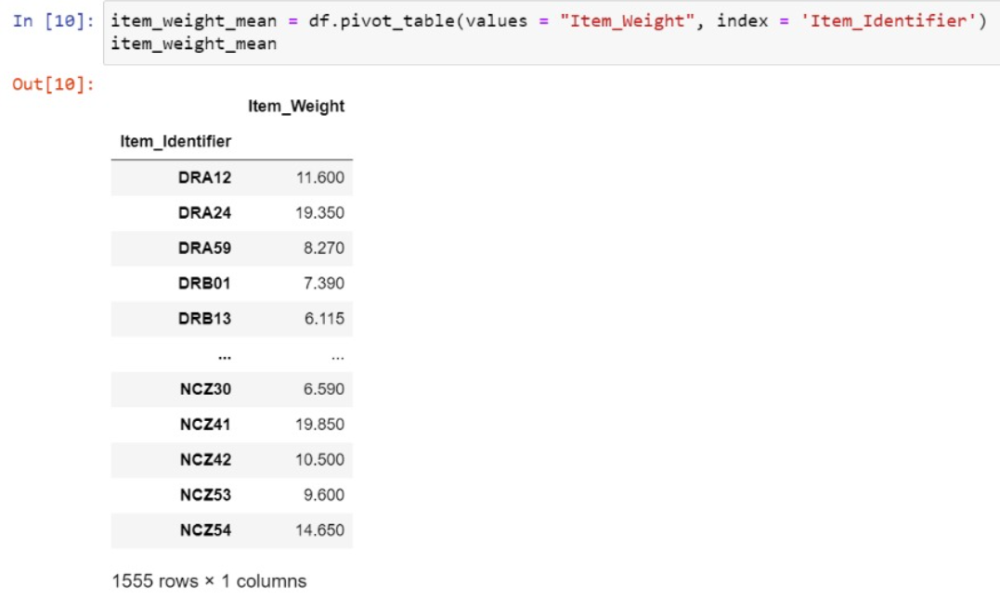 In [10]: item_weight_mean = df.pivot_table(values = "Item_Weight", index = 'Item_Identifier')
item_weight_mean
Out[10]:
Item_Weight
Item_Identifier
DRA12 11.600
DRA24 19.350
DRA59 8.270
DRB01 7.390
DRB13 6.115
... ...
NCZ30 6.590
NCZ41 19.850
NCZ42 10.500
NCZ53 9.600
NCZ54 14.650
1555 rows × 1 columns